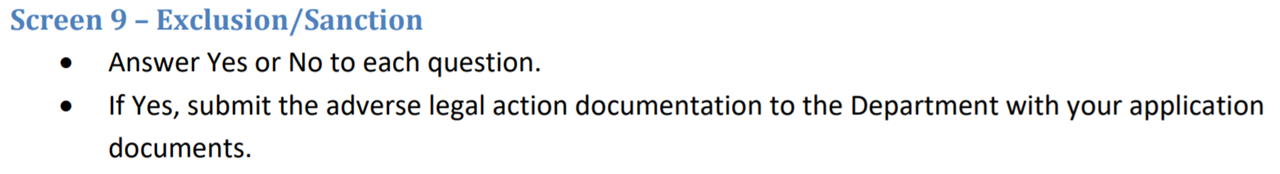 Screen 9 – Exclusion/Sanction
• Answer Yes or No to each question.
• If Yes, submit the adverse legal action documentation to the Department with your application
documents.